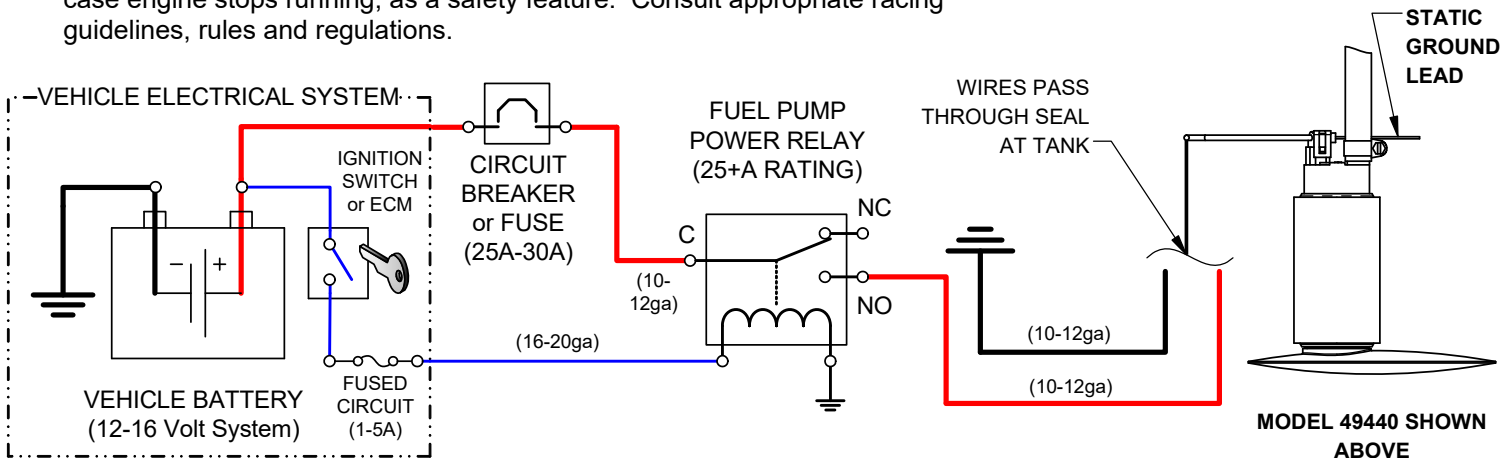 case engine stops running, as a safety feature. Consult appropriate racing
guidelines, rules and regulations.
STATIC
GROUND
LEAD
VEHICLE ELECTRICAL SYSTEM
IGNITION
SWITCH
or ECM
- +
VEHICLE BATTERY
(12-16 Volt System)
FUSED
CIRCUIT
(1-5A)
CIRCUIT
BREAKER
or FUSE
(25A-30A)
(16-20ga)
FUEL PUMP
POWER RELAY
(25+A RATING)
C
(10-
12ga)
NC
NO
WIRES PASS
THROUGH SEAL
AT TANK
(10-12ga)
(10-12ga)
MODEL 49440 SHOWN
ABOVE